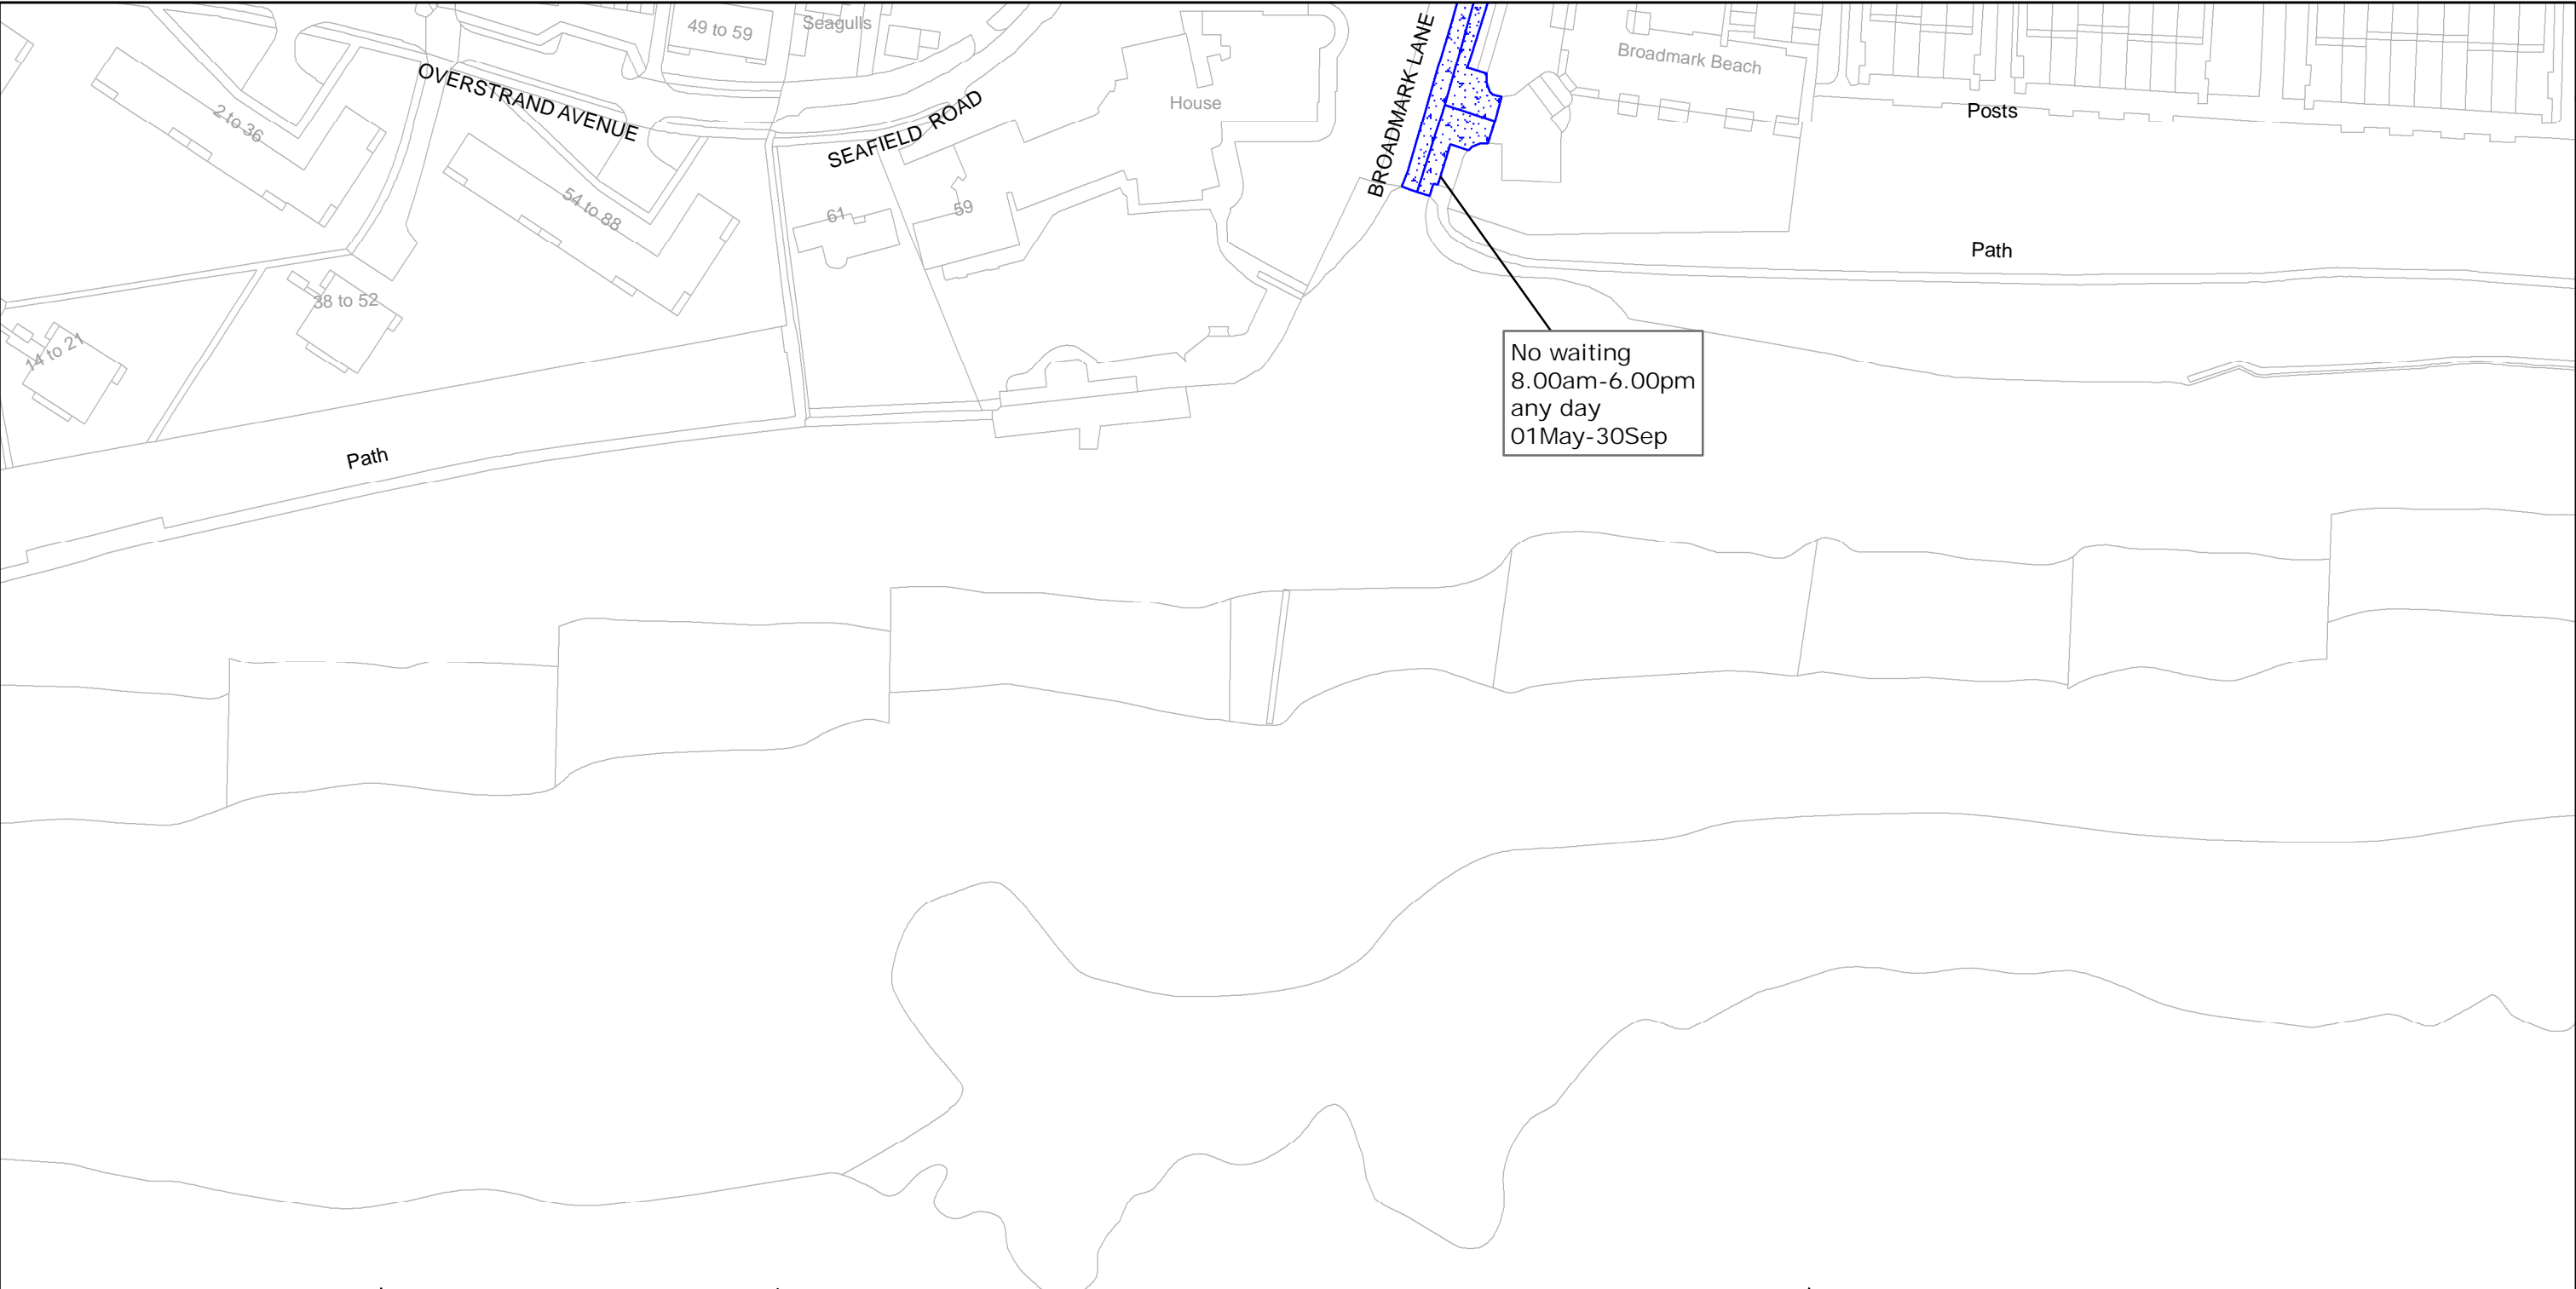 49 to 59
Seagulls
OVERSTRAND AVENUE
2 to 36
SEAFIELD ROAD
House
BROADMARK LANE
Broadmark Beach
Posts
54 to 88
61
59
Path
38 to 52
14 to 21
No waiting
8.00am-6.00pm
any day
01May-30Sep
Path